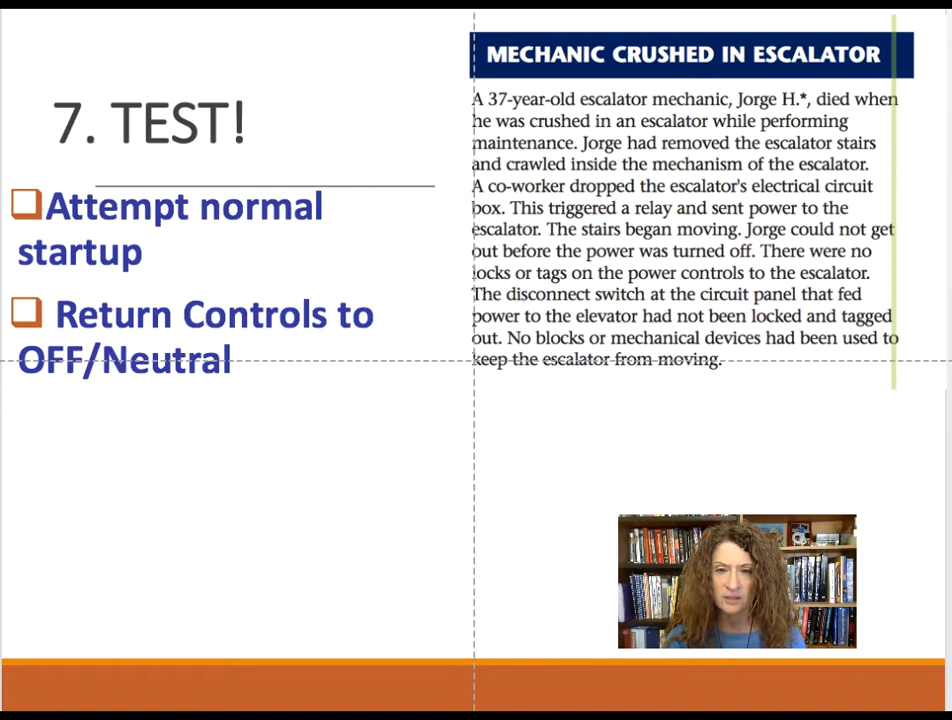 7. TEST!
Attempt normal
startup
Return Controls to
OFF/Neutral
MECHANIC CRUSHED IN ESCALATOR
A 37-year-old escalator mechanic, Jorge H.*, died when
he was crushed in an escalator while performing
maintenance. Jorge had removed the escalator stairs
and crawled inside the mechanism of the escalator.
A co-worker dropped the escalator's electrical circuit
box. This triggered a relay and sent power to the
escalator. The stairs began moving. Jorge could not get
out before the power was turned off. There were no
locks or tags on the power controls to the escalator.
The disconnect switch at the circuit panel that fed
power to the elevator had not been locked and tagged
out. No blocks or mechanical devices had been used to
keep the escalator from moving.